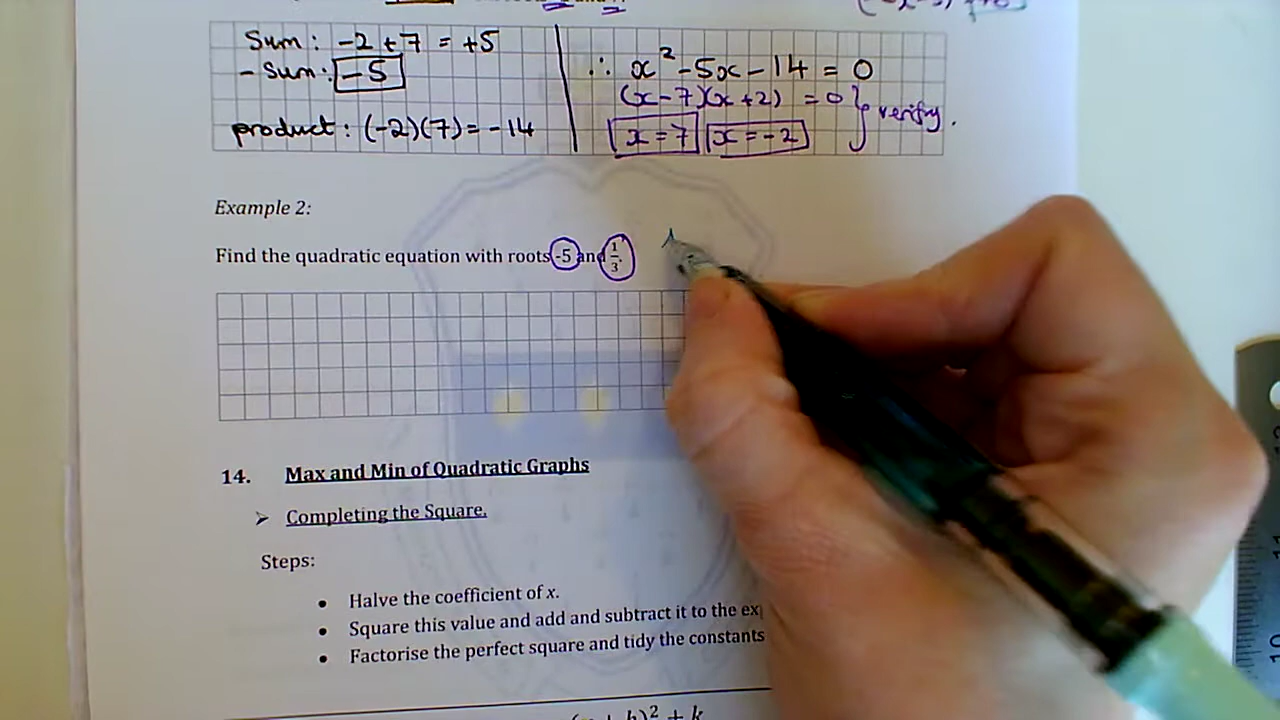 Sum: -2 + 7 = +5
- Sum: -5
product: (-2)(7) = -14
∴ x² - 5x - 14 = 0
(x - 7)(x + 2) = 0
x = 7 x = -2
verify.
Example 2:
Find the quadratic equation with roots -5 and 1/3.
14. Max and Min of Quadratic Graphs
➢ Completing the Square.
Steps:
• Halve the coefficient of x.
• Square this value and add and subtract it to the
• Factorise the perfect square and tidy the constants
)² + k